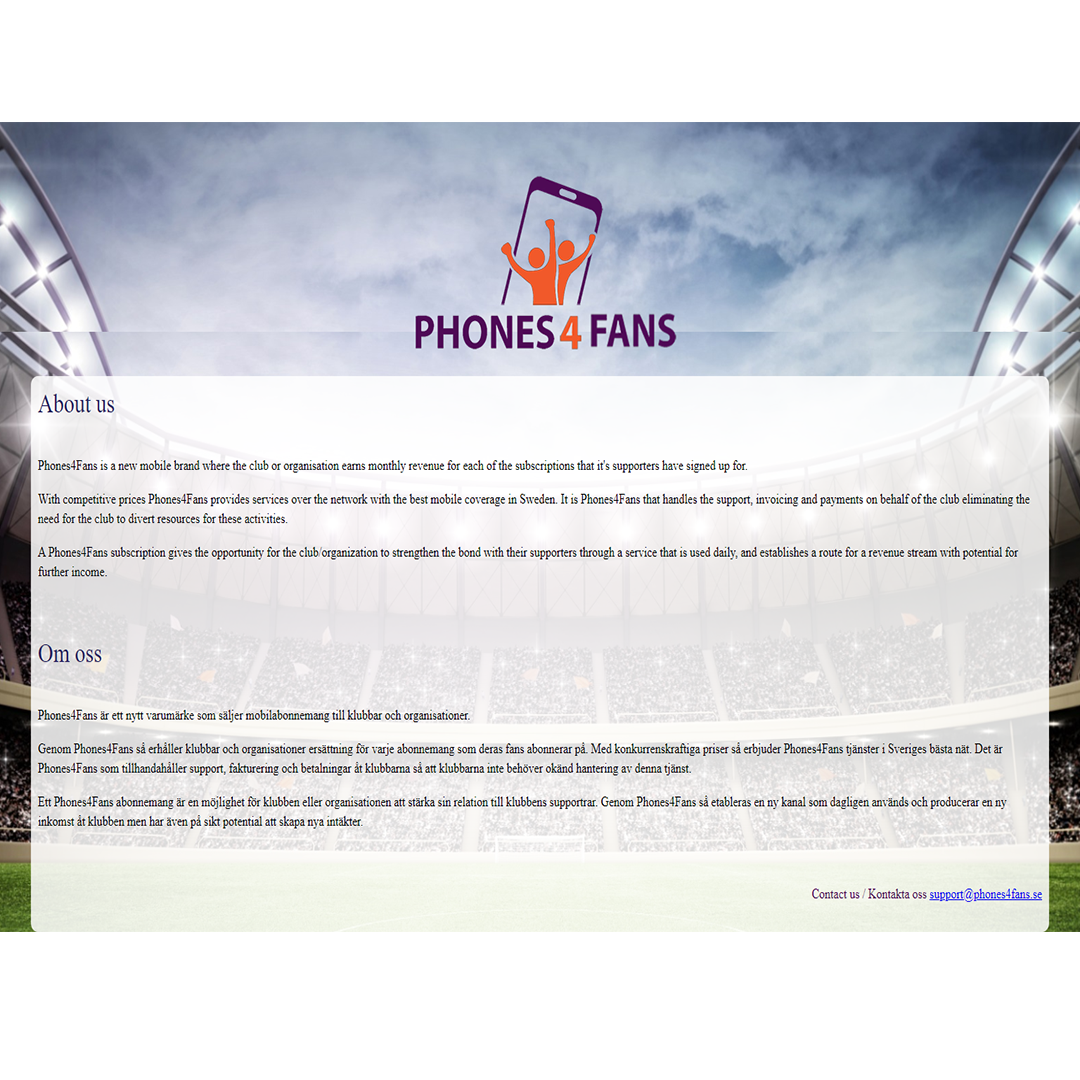 PHONES 4 FANS
About us
Phones4Fans is a new mobile brand where the club or organisation earns monthly revenue for each of the subscriptions that it's supporters have signed up for.
With competitive prices Phones4Fans provides services over the network with the best mobile coverage in Sweden. It is Phones4Fans that handles the support, invoicing and payments on behalf of the club eliminating the
need for the club to divert resources for these activities.
A Phones4Fans subscription gives the opportunity for the club/organization to strengthen the bond with their supporters through a service that is used daily, and establishes a route for a revenue stream with potential for
further income.
Om oss
Phones4Fans är ett nytt varumärke som säljer mobilabonnemang till klubbar och organisationer.
Genom Phones4Fans så erhåller klubbar och organisationer ersättning för varje abonnemang som deras fans abonnerar på. Med konkurrenskraftiga priser så erbjuder Phones4Fans tjänster i Sveriges bästa nät. Det är
Phones4Fans som tillhandahåller support, fakturering och betalningar åt klubbarna så att klubbarna inte behöver okänd hantering av denna tjänst.
Ett Phones4Fans abonnemang är en möjlighet för klubben eller organisationen att stärka sin relation till klubbens supportrar. Genom Phones4Fans så etableras en ny kanal som dagligen används och producerar en ny
inkomst åt klubben men har även på sikt potential att skapa nya intäkter.
Contact us / Kontakta oss support@phones4fans.se